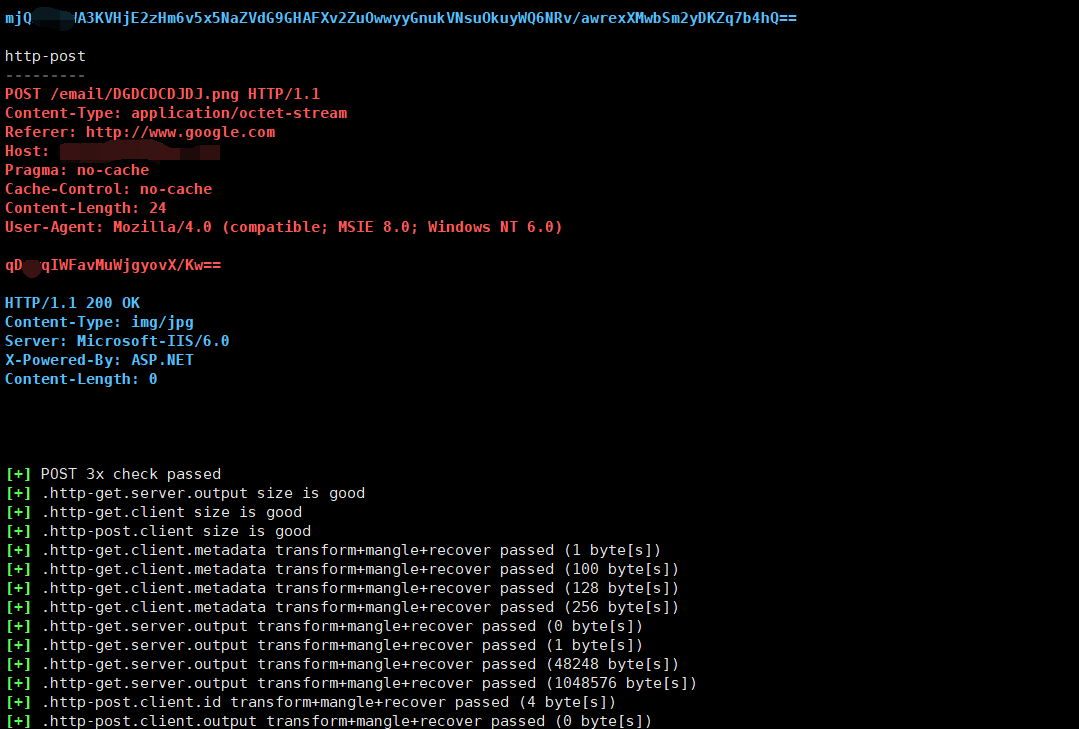 mjQ A3KVHjE2zHm6v5x5NaZVdG9GHAFXv2ZuOwwyyGnukVNsuOkuyWQ6NRv/awrexXMwbSm2yDKZq7b4hQ==
http-post
---------
POST /email/DGDCDCDJDJ.png HTTP/1.1
Content-Type: application/octet-stream
Referer: http://www.google.com
Host:
Pragma: no-cache
Cache-Control: no-cache
Content-Length: 24
User-Agent: Mozilla/4.0 (compatible; MSIE 8.0; Windows NT 6.0)
qD qIWFavMuWjgyovX/Kw==
HTTP/1.1 200 OK
Content-Type: img/jpg
Server: Microsoft-IIS/6.0
X-Powered-By: ASP.NET
Content-Length: 0
[+] POST 3x check passed
[+] .http-get.server.output size is good
[+] .http-get.client size is good
[+] .http-post.client size is good
[+] .http-get.client.metadata transform+mangle+recover passed (1 byte[s])
[+] .http-get.client.metadata transform+mangle+recover passed (100 byte[s])
[+] .http-get.client.metadata transform+mangle+recover passed (128 byte[s])
[+] .http-get.client.metadata transform+mangle+recover passed (256 byte[s])
[+] .http-get.server.output transform+mangle+recover passed (0 byte[s])
[+] .http-get.server.output transform+mangle+recover passed (1 byte[s])
[+] .http-get.server.output transform+mangle+recover passed (48248 byte[s])
[+] .http-get.server.output transform+mangle+recover passed (1048576 byte[s])
[+] .http-post.client.id transform+mangle+recover passed (4 byte[s])
[+] .http-post.client.output transform+mangle+recover passed (0 byte[s])